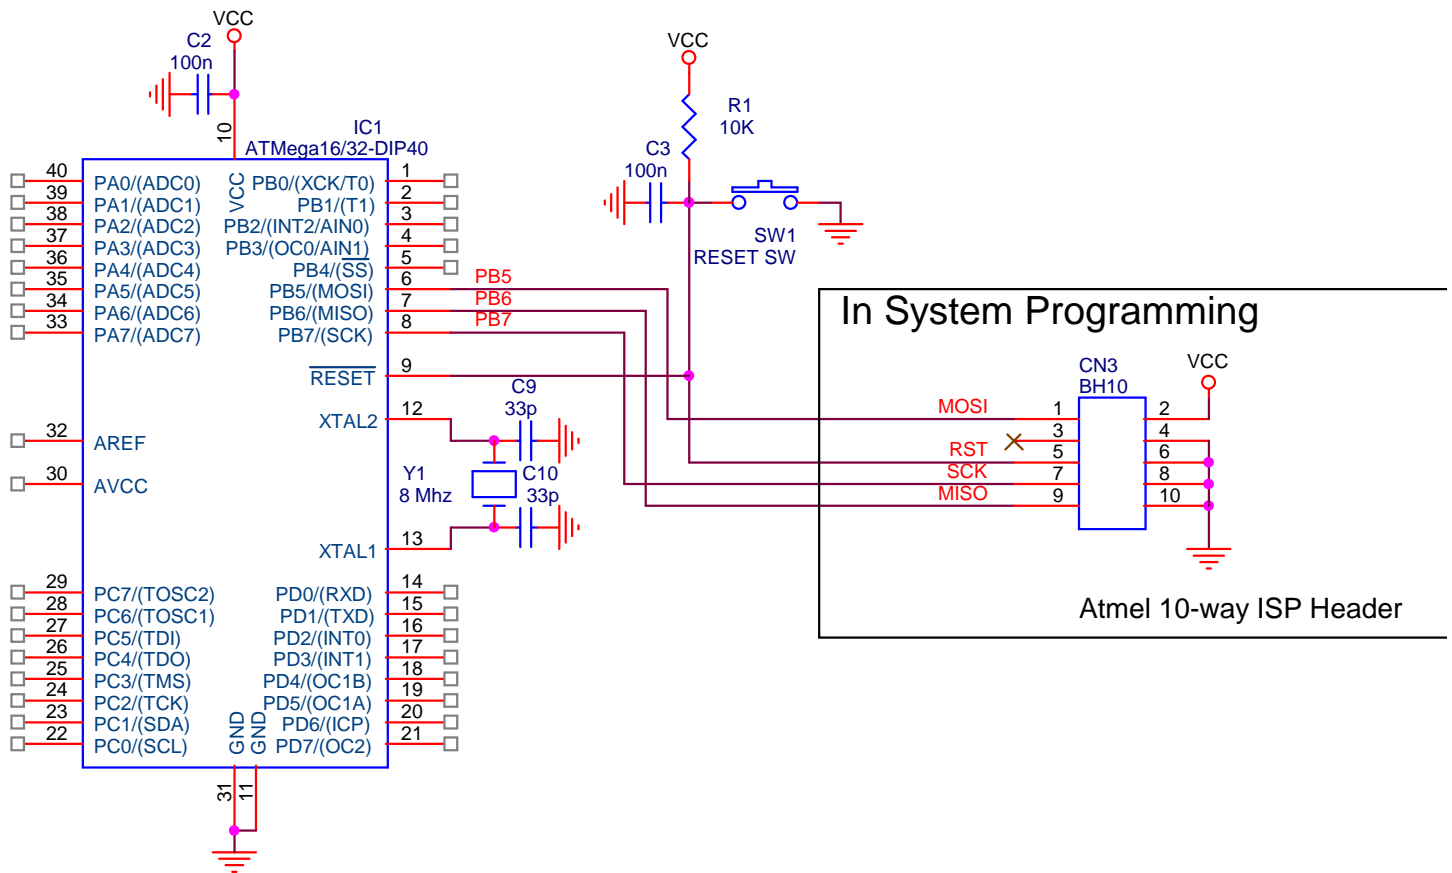 VCC
C2
100n
10
IC1
ATMega16/32-DIP40
VCC
R1
10K
C3
100n
SW1
RESET SW
40 PA0/(ADC0) VCC PB0/(XCK/T0) 1
39 PA1/(ADC1) PB1/(T1) 2
38 PA2/(ADC2) PB2/(INT2/AIN0) 3
37 PA3/(ADC3) PB3/(OC0/AIN1) 4
36 PA4/(ADC4) PB4/(SS) 5
35 PA5/(ADC5) PB5/(MOSI) 6 PB5
34 PA6/(ADC6) PB6/(MISO) 7 PB6
33 PA7/(ADC7) PB7/(SCK) 8 PB7
RESET 9
XTAL2 12
32 AREF
30 AVCC
XTAL1 13
C9
33p
Y1
8 Mhz
C10
33p
29 PC7/(TOSC2) PD0/(RXD) 14
28 PC6/(TOSC1) PD1/(TXD) 15
27 PC5/(TDI) PD2/(INT0) 16
26 PC4/(TDO) PD3/(INT1) 17
25 PC3/(TMS) PD4/(OC1B) 18
24 PC2/(TCK) PD5/(OC1A) 19
23 PC1/(SDA) PD6/(ICP) 20
22 PC0/(SCL) PD7/(OC2) 21
GND
GND
31
11
In System Programming
CN3
BH10
VCC
MOSI 1 2
3 4
RST 5 6
SCK 7 8
MISO 9 10
Atmel 10-way ISP Header